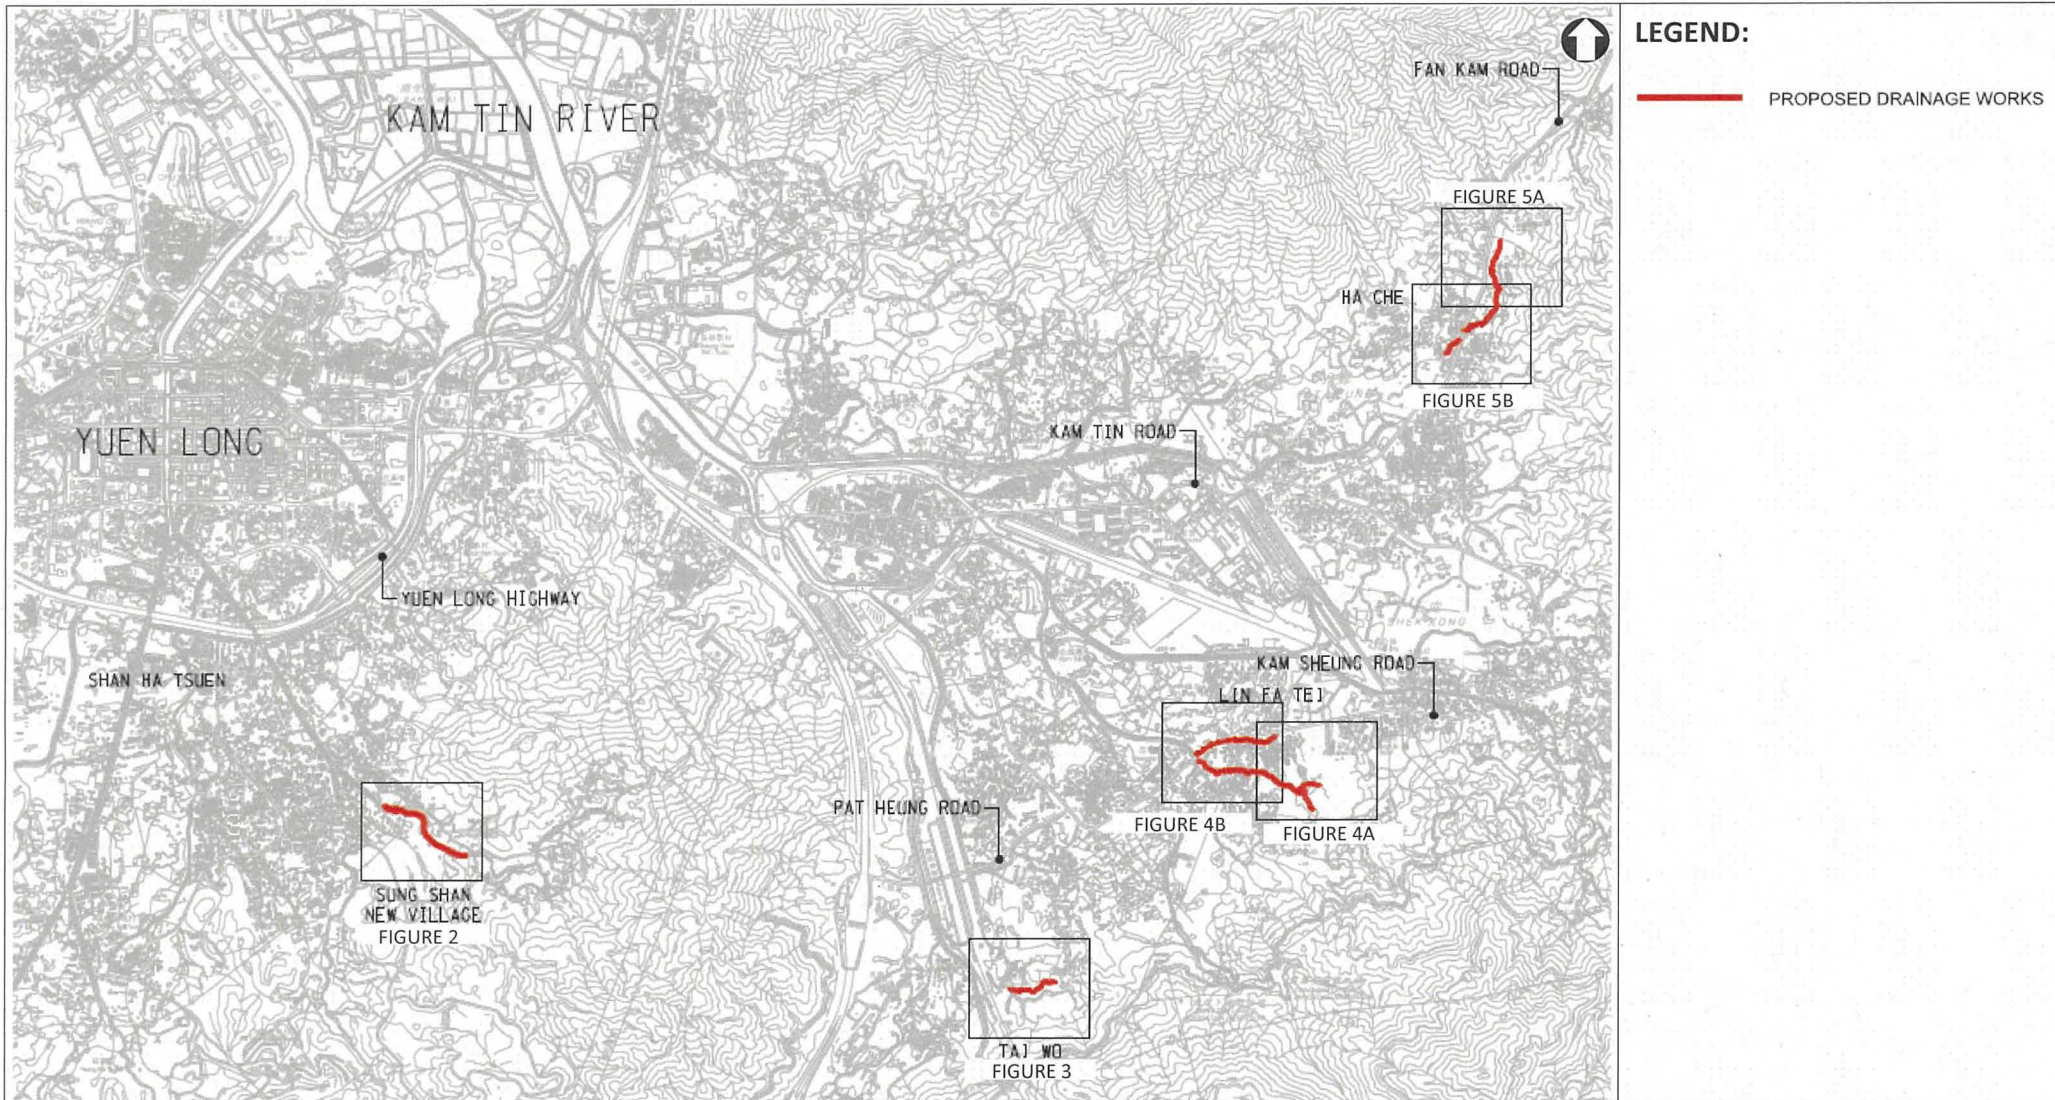 LEGEND:
PROPOSED DRAINAGE WORKS
FAN KAM ROAD
KAM TIN RIVER
FIGURE 5A
HA CHE
FIGURE 5B
KAM TIN ROAD
YUEN LONG
YUEN LONG HIGHWAY
SHEK KONG
KAM SHEUNG ROAD
SHAN HA TSUEN
LIN FA TEI
PAT HEUNG ROAD
FIGURE 4B
FIGURE 4A
SUNG SHAN
NEW VILLAGE
FIGURE 2
TAI WO
FIGURE 3